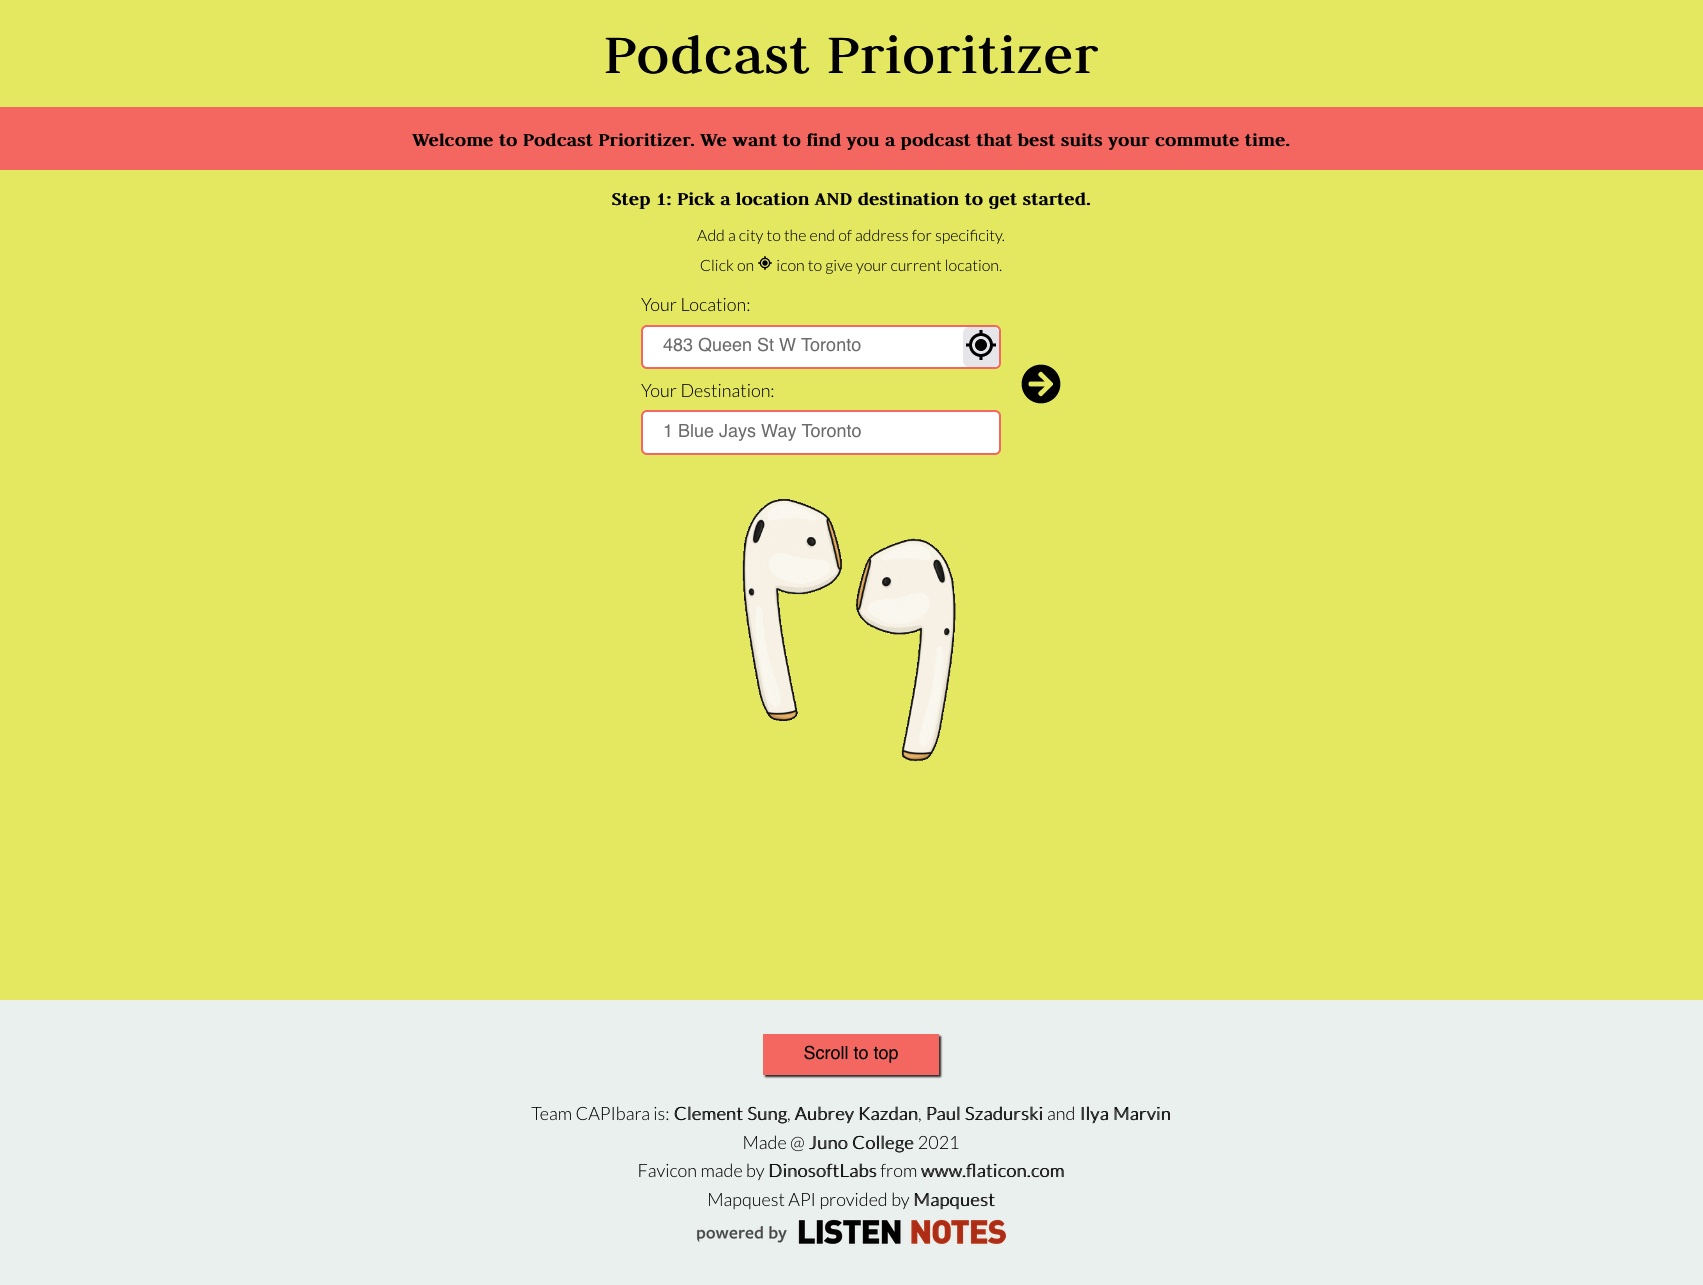 Podcast Prioritizer
Welcome to Podcast Prioritizer. We want to find you a podcast that best suits your commute time.
Step 1: Pick a location AND destination to get started.
Add a city to the end of address for specificity.
Click on icon to give your current location.
Your Location:
483 Queen St W Toronto
Your Destination:
1 Blue Jays Way Toronto
Scroll to top
Team CAPIbara is: Clement Sung, Aubrey Kazdan, Paul Szadurski and Ilya Marvin
Made @ Juno College 2021
Favicon made by DinosoftLabs from www.flaticon.com
Mapquest API provided by Mapquest
powered by LISTEN NOTES